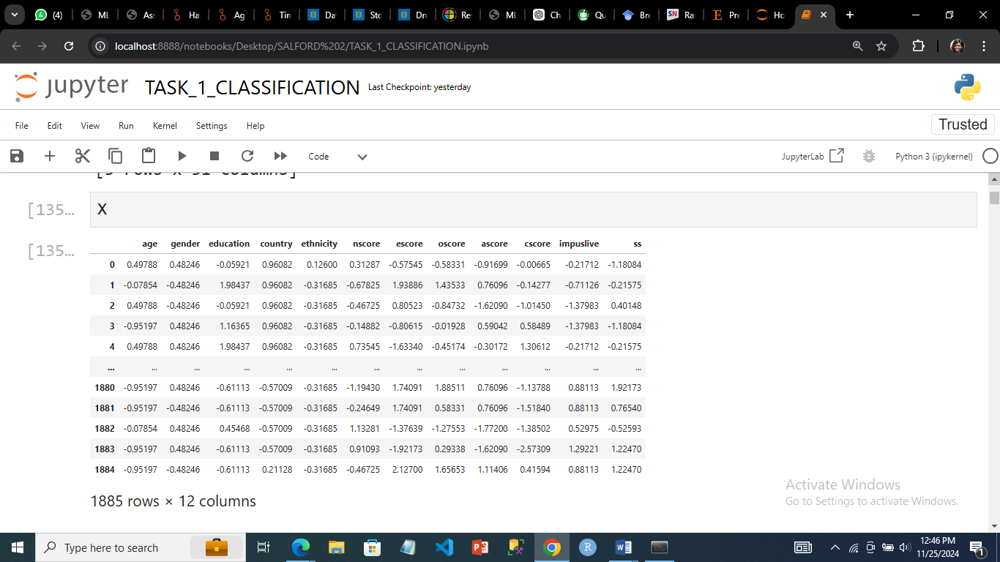 (4) ML Ass Ha Ag Tin Da Sto Dru Re ML Ch Qu Bre Ra Pre Ho
localhost:8888/notebooks/Desktop/SALFORD%202/TASK_1_CLASSIFICATION.ipynb
jupyter TASK_1_CLASSIFICATION Last Checkpoint: yesterday
File Edit View Run Kernel Settings Help Trusted
Code JupyterLab Python 3 (ipykernel)
[5 rows x 31 columns]
[135… X
[135…
age gender education country ethnicity nscore escore oscore ascore cscore impuslive ss
0 0.49788 0.48246 -0.05921 0.96082 0.12600 0.31287 -0.57545 -0.58331 -0.91699 -0.00665 -0.21712 -1.18084
1 -0.07854 -0.48246 1.98437 0.96082 -0.31685 -0.67825 1.93886 1.43533 0.76096 -0.14277 -0.71126 -0.21575
2 0.49788 -0.48246 -0.05921 0.96082 -0.31685 -0.46725 0.80523 -0.84732 -1.62090 -1.01450 -1.37983 0.40148
3 -0.95197 0.48246 1.16365 0.96082 -0.31685 -0.14882 -0.80615 -0.01928 0.59042 0.58489 -1.37983 -1.18084
4 0.49788 0.48246 1.98437 0.96082 -0.31685 0.73545 -1.63340 -0.45174 -0.30172 1.30612 -0.21712 -0.21575
... ... ... ... ... ... ... ... ... ... ... ... ...
1880 -0.95197 0.48246 -0.61113 -0.57009 -0.31685 -1.19430 1.74091 1.88511 0.76096 -1.13788 0.88113 1.92173
1881 -0.95197 -0.48246 -0.61113 -0.57009 -0.31685 -0.24649 1.74091 0.58331 0.76096 -1.51840 0.88113 0.76540
1882 -0.07854 0.48246 0.45468 -0.57009 -0.31685 1.13281 -1.37639 -1.27553 -1.77200 -1.38502 0.52975 -0.52593
1883 -0.95197 0.48246 -0.61113 -0.57009 -0.31685 0.91093 -1.92173 0.29338 -1.62090 -2.57309 1.29221 1.22470
1884 -0.95197 -0.48246 -0.61113 0.21128 -0.31685 -0.46725 2.12700 1.65653 1.11406 0.41594 0.88113 1.22470
1885 rows × 12 columns
Activate Windows
Go to Settings to activate Windows.
Type here to search
12:46 PM
11/25/2024
1